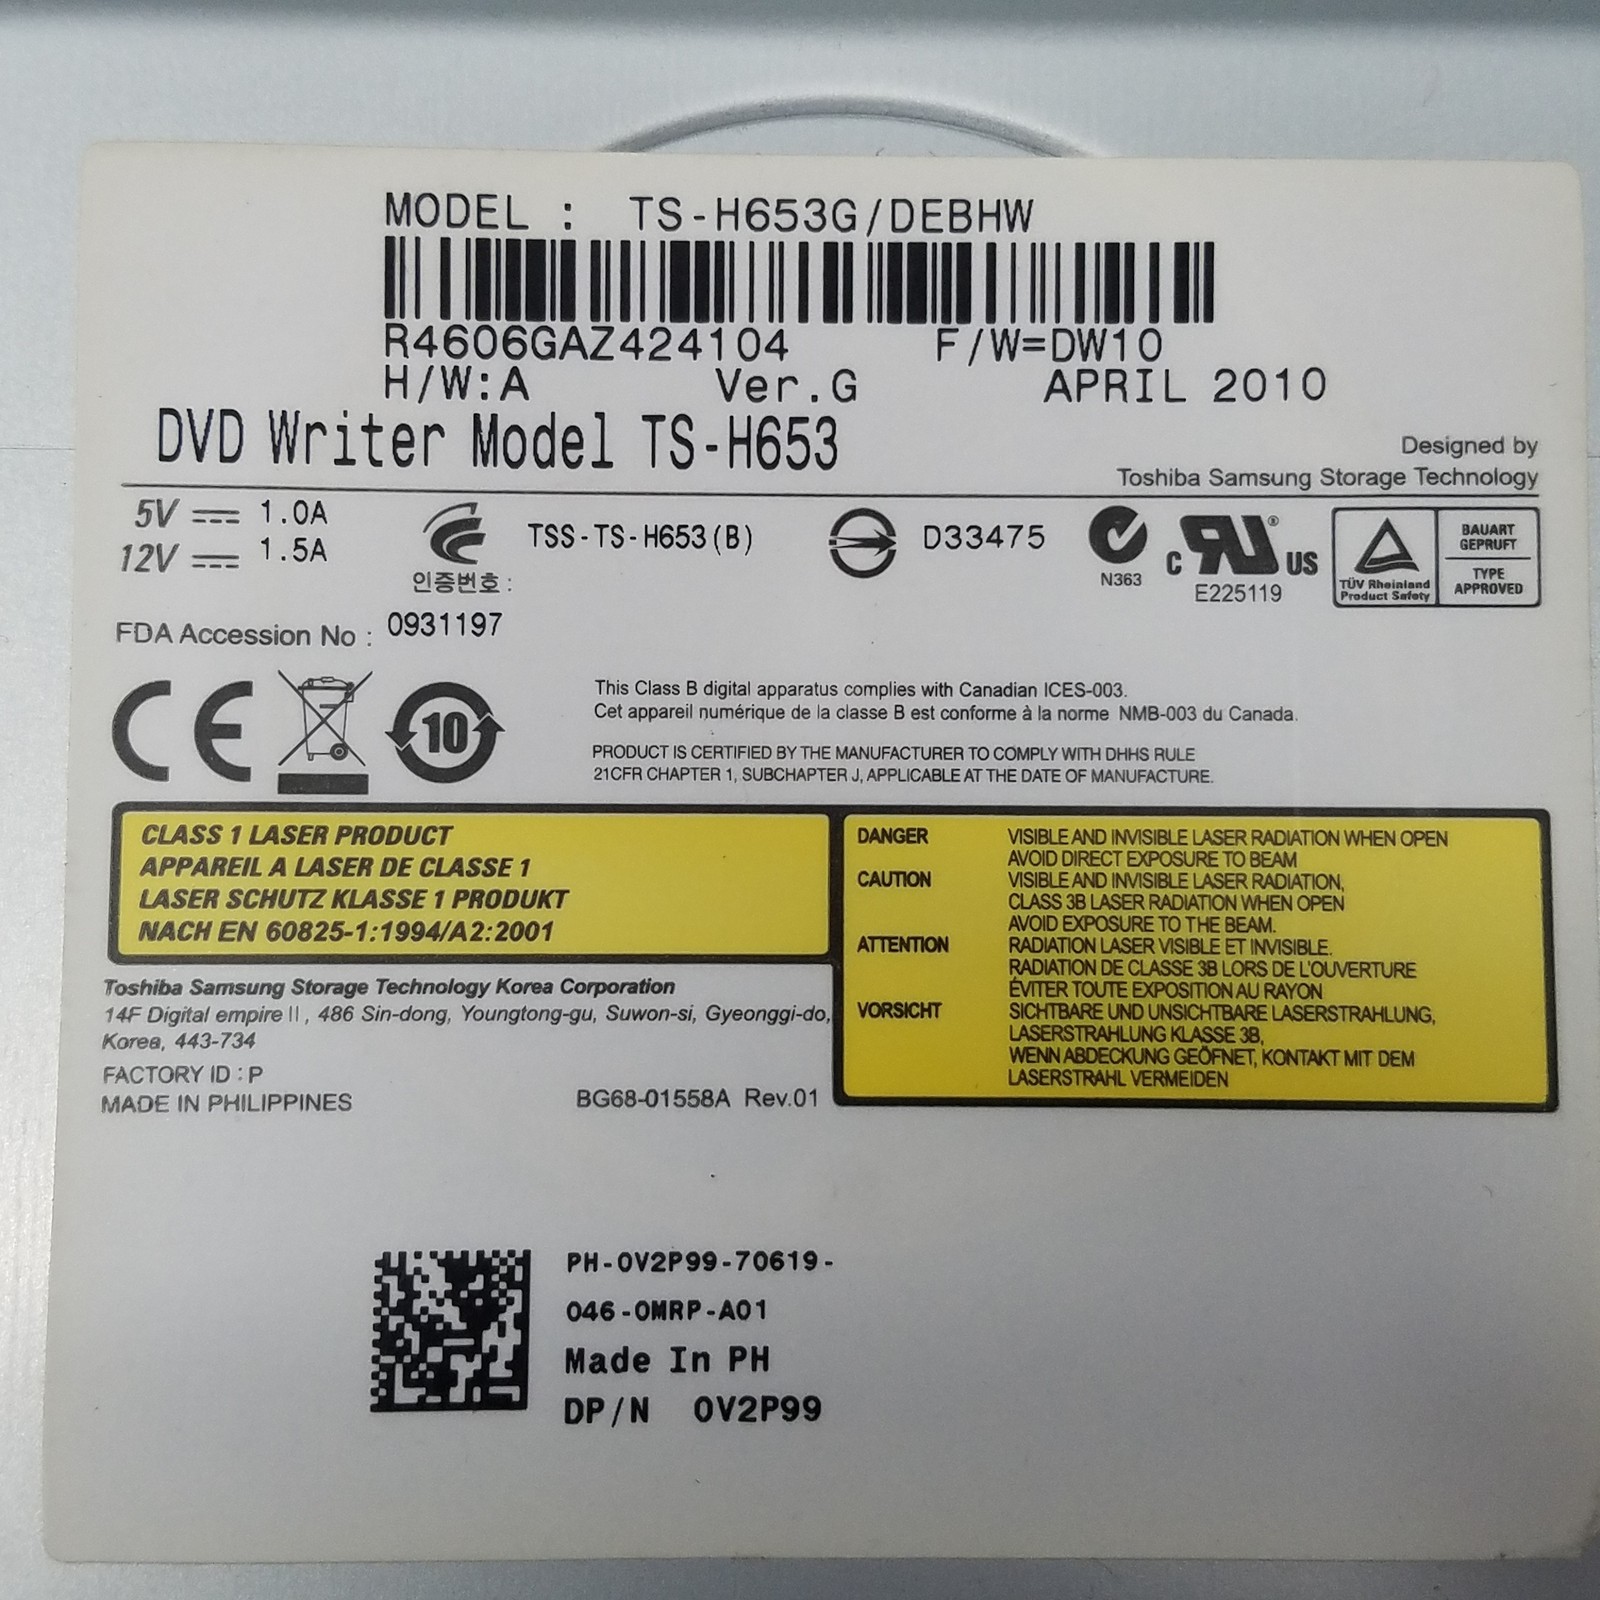 MODEL : TS-H653G/DEBHW
R4606GAZ424104 F/W=DW10
H/W:A Ver.G APRIL 2010
DVD Writer Model TS-H653
Designed by
Toshiba Samsung Storage Technology
5V 1.0A
12V 1.5A
인증번호 :
TSS-TS-H653(B)
D33475
N363
C RU® US
E225119
TÜV Rheinland
Product Safety
BAUART
GEPRUFT
TYPE
APPROVED
FDA Accession No : 0931197
CE
10
This Class B digital apparatus complies with Canadian ICES-003.
Cet appareil numérique de la classe B est conforme à la norme NMB-003 du Canada.
PRODUCT IS CERTIFIED BY THE MANUFACTURER TO COMPLY WITH DHHS RULE
21CFR CHAPTER 1, SUBCHAPTER J, APPLICABLE AT THE DATE OF MANUFACTURE.
CLASS 1 LASER PRODUCT
APPAREIL A LASER DE CLASSE 1
LASER SCHUTZ KLASSE 1 PRODUKT
NACH EN 60825-1:1994/A2:2001
DANGER VISIBLE AND INVISIBLE LASER RADIATION WHEN OPEN
AVOID DIRECT EXPOSURE TO BEAM
CAUTION VISIBLE AND INVISIBLE LASER RADIATION,
CLASS 3B LASER RADIATION WHEN OPEN
AVOID EXPOSURE TO THE BEAM.
ATTENTION RADIATION LASER VISIBLE ET INVISIBLE.
RADIATION DE CLASSE 3B LORS DE L'OUVERTURE
ÉVITER TOUTE EXPOSITION AU RAYON
VORSICHT SICHTBARE UND UNSICHTBARE LASERSTRAHLUNG,
LASERSTRAHLUNG KLASSE 3B,
WENN ABDECKUNG GEÖFNET, KONTAKT MIT DEM
LASERSTRAHL VERMEIDEN
Toshiba Samsung Storage Technology Korea Corporation
14F Digital empire II, 486 Sin-dong, Youngtong-gu, Suwon-si, Gyeonggi-do,
Korea, 443-734
FACTORY ID : P
MADE IN PHILIPPINES
BG68-01558A Rev.01
PH-0V2P99-70619-
046-0MRP-A01
Made In PH
DP/N 0V2P99